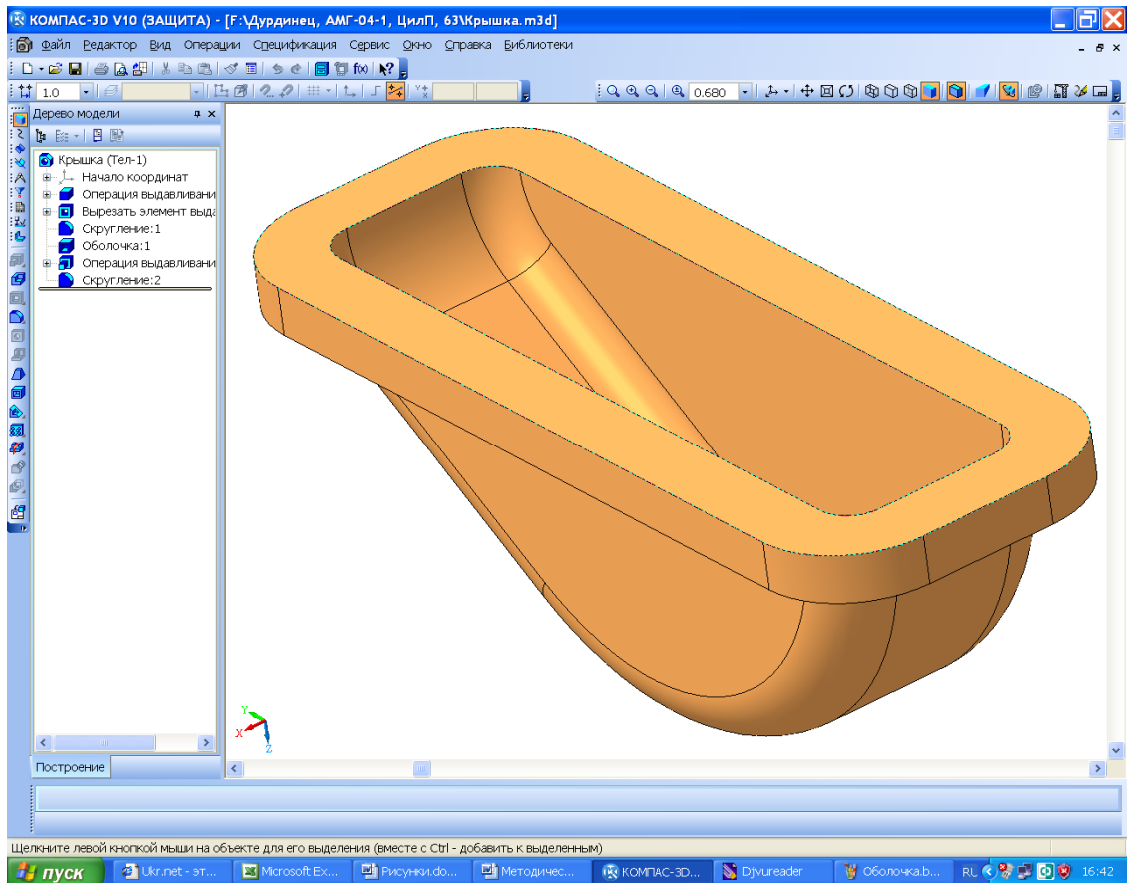 КОМПАС-3D V10 (ЗАЩИТА) - [F:\Дурдинец, АМГ-04-1, ЦилП, 63\Крышка.m3d]
Файл Редактор Вид Операции Спецификация Сервис Окно Справка Библиотеки
f(x)
1.0 0.680
Дерево модели
Крышка (Тел-1)
Начало координат
Операция выдавливани
Вырезать элемент выда
Скругление:1
Оболочка:1
Операция выдавливани
Скругление:2
Y
X
Z
Построение
Щелкните левой кнопкой мыши на объекте для его выделения (вместе с Ctrl - добавить к выделенным)
пуск Ukr.net - эт... Microsoft Ex... Рисунки.do... Методичес... КОМПАС-3D... Djvureader Оболочка.b... RU 16:42